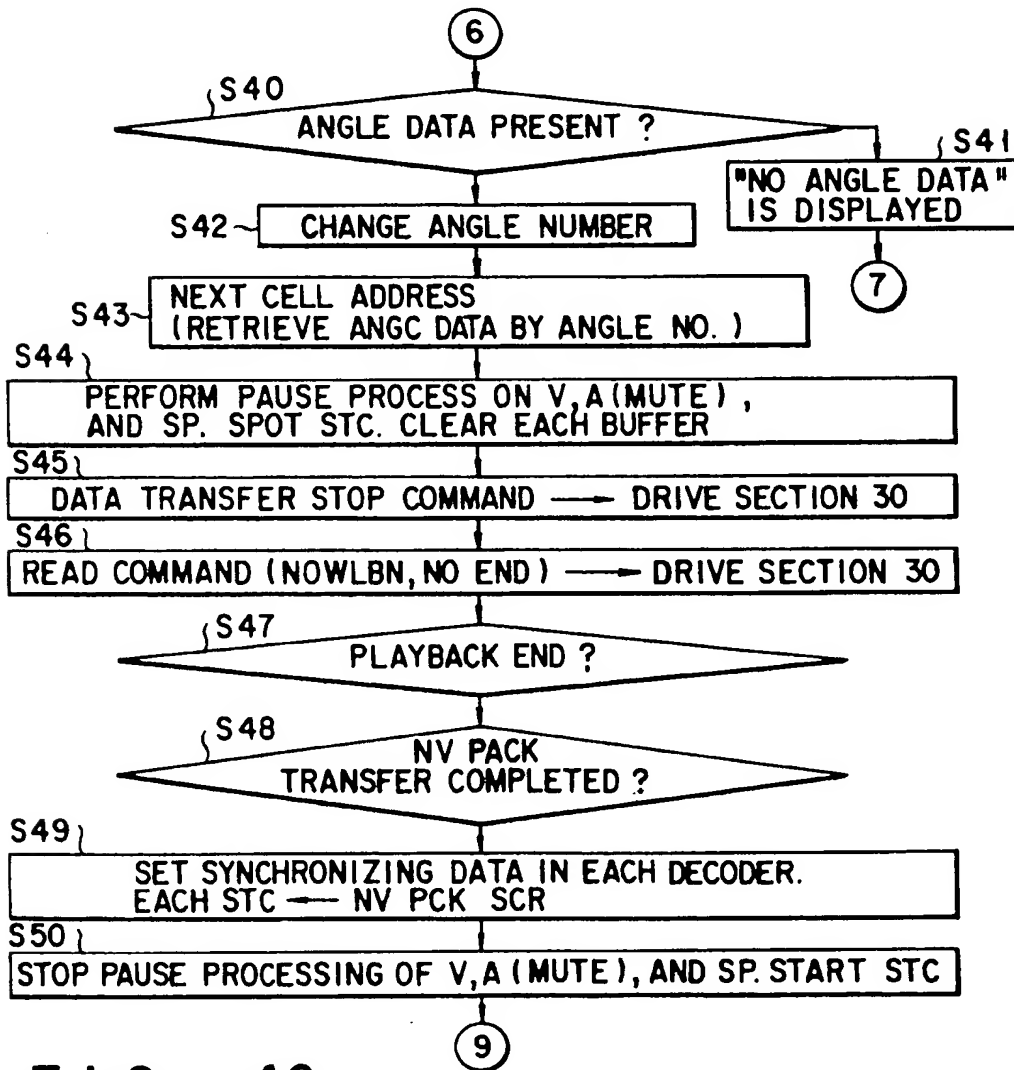 6
S40
ANGLE DATA PRESENT ?
S41
"NO ANGLE DATA"
IS DISPLAYED
S42
CHANGE ANGLE NUMBER
7
S43
NEXT CELL ADDRESS
(RETRIEVE ANGC DATA BY ANGLE NO.)
S44
PERFORM PAUSE PROCESS ON V,A(MUTE),
AND SP. SPOT STC. CLEAR EACH BUFFER
S45
DATA TRANSFER STOP COMMAND → DRIVE SECTION 30
S46
READ COMMAND (NOWLBN,NO END) → DRIVE SECTION 30
S47
PLAYBACK END ?
S48
NV PACK
TRANSFER COMPLETED ?
S49
SET SYNCHRONIZING DATA IN EACH DECODER.
EACH STC ← NV PCK SCR
S50
STOP PAUSE PROCESSING OF V,A (MUTE), AND SP. START STC
9